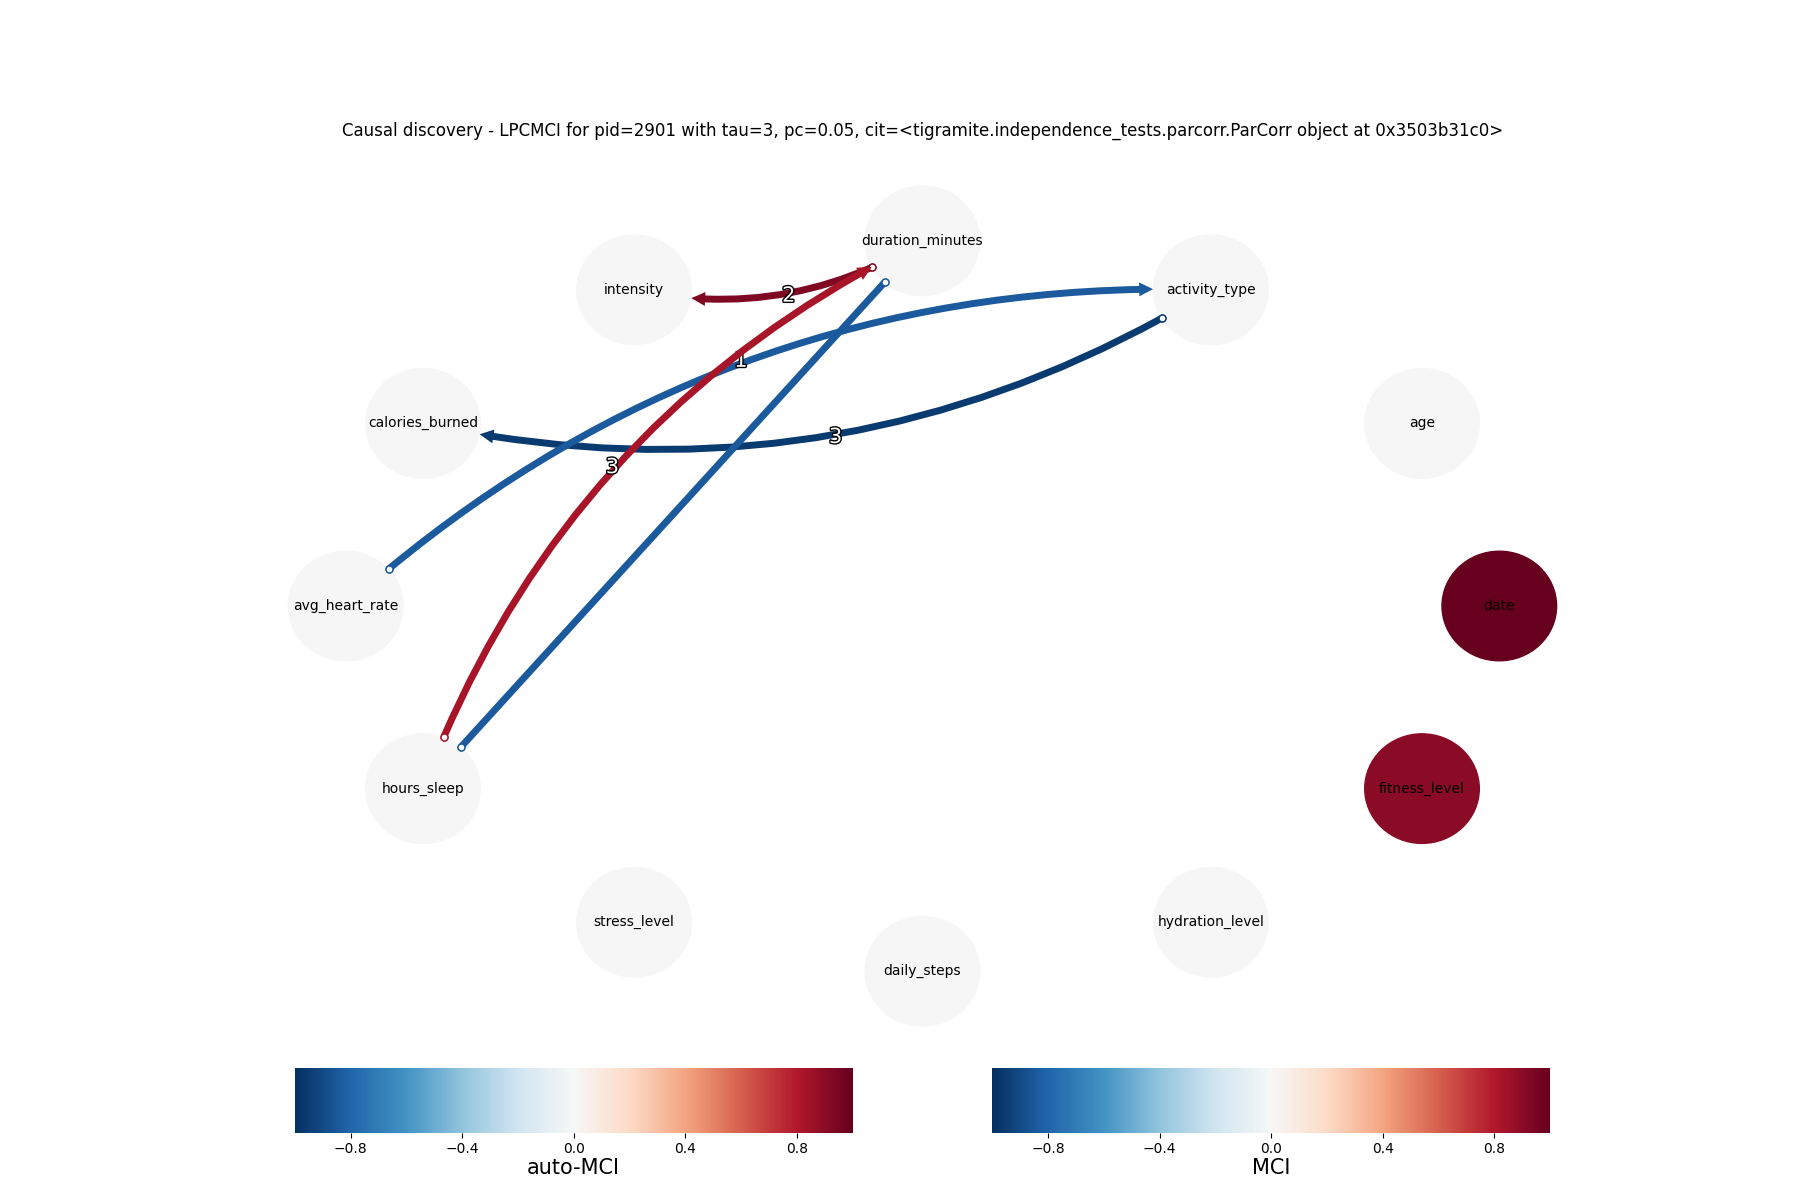 Causal discovery - LPCMCI for pid=2901 with tau=3, pc=0.05, cit=<tigramite.independence_tests.parcorr.ParCorr object at 0x3503b31c0>
duration_minutes
intensity
activity_type
2
1
calories_burned
age
3
3
avg_heart_rate
date
hours_sleep
fitness_level
stress_level
hydration_level
daily_steps
−0.8 −0.4 0.0 0.4 0.8
auto-MCI
−0.8 −0.4 0.0 0.4 0.8
MCI